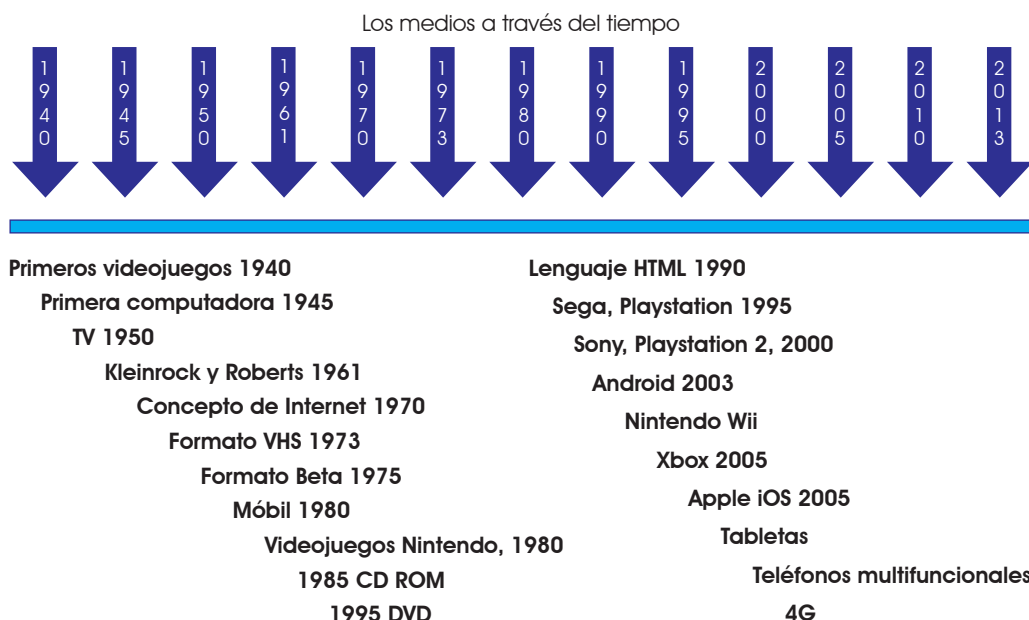 Los medios a través del tiempo
1940
1945
1950
1961
1970
1973
1980
1990
1995
2000
2005
2010
2013
Primeros videojuegos 1940
Primera computadora 1945
TV 1950
Kleinrock y Roberts 1961
Concepto de Internet 1970
Formato VHS 1973
Formato Beta 1975
Móbil 1980
Videojuegos Nintendo, 1980
1985 CD ROM
1995 DVD
Lenguaje HTML 1990
Sega, Playstation 1995
Sony, Playstation 2, 2000
Android 2003
Nintendo Wii
Xbox 2005
Apple iOS 2005
Tabletas
Teléfonos multifuncionales
4G